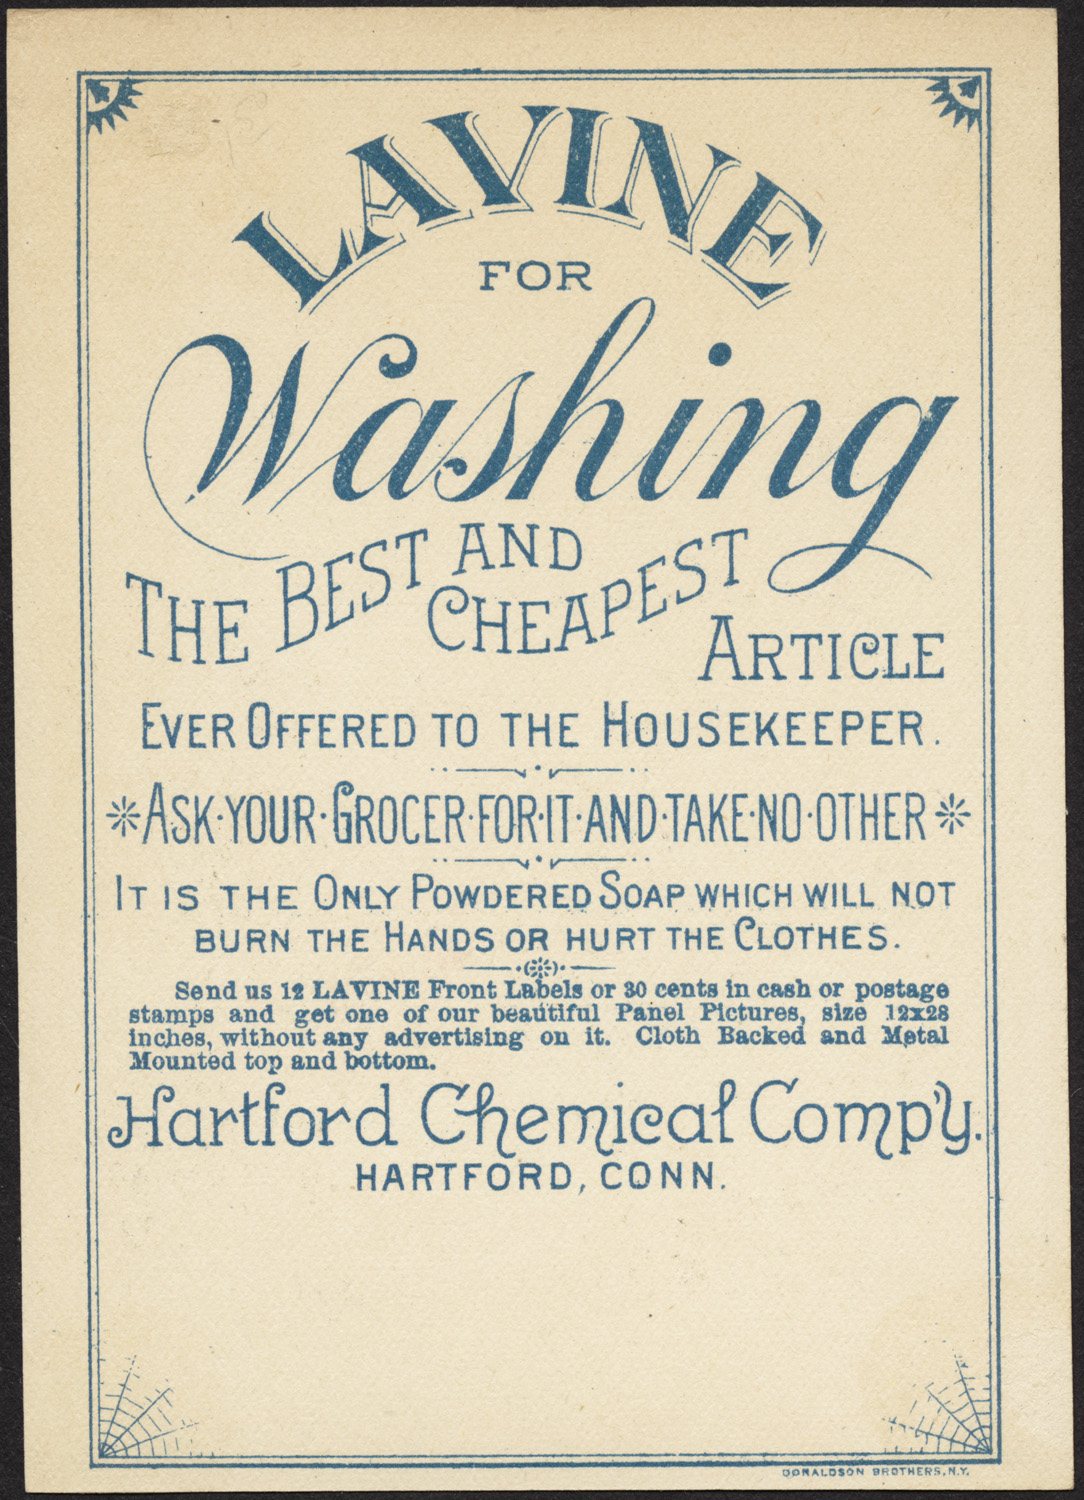 LAVINE
FOR
Washing
THE BEST AND CHEAPEST ARTICLE
EVER OFFERED TO THE HOUSEKEEPER.
ASK·YOUR·GROCER·FOR·IT·AND·TAKE·NO·OTHER
IT IS THE ONLY POWDERED SOAP WHICH WILL NOT
BURN THE HANDS OR HURT THE CLOTHES.
Send us 12 LAVINE Front Labels or 30 cents in cash or postage
stamps and get one of our beautiful Panel Pictures, size 12x28
inches, without any advertising on it. Cloth Backed and Metal
Mounted top and bottom.
Hartford Chemical Comp'y.
HARTFORD, CONN.
DONALDSON BROTHERS, N.Y.